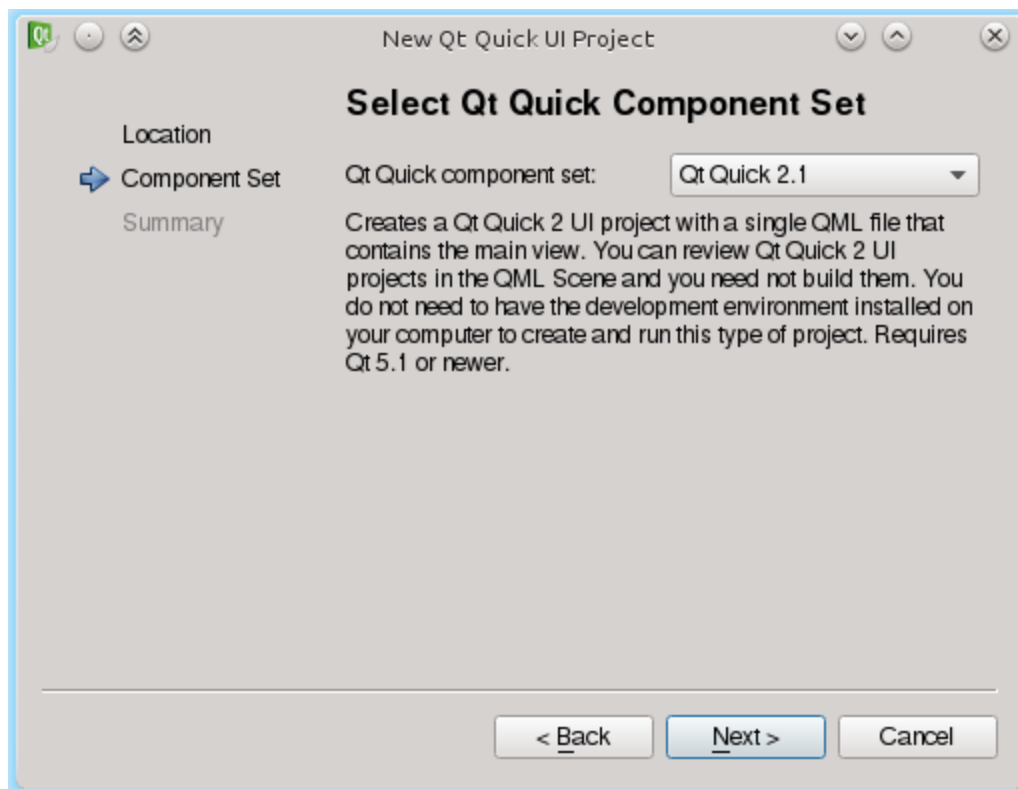 New Qt Quick UI Project
Select Qt Quick Component Set
Location
Component Set
Summary
Qt Quick component set: Qt Quick 2.1
Creates a Qt Quick 2 UI project with a single QML file that
contains the main view. You can review Qt Quick 2 UI
projects in the QML Scene and you need not build them. You
do not need to have the development environment installed on
your computer to create and run this type of project. Requires
Qt 5.1 or newer.
< Back Next > Cancel